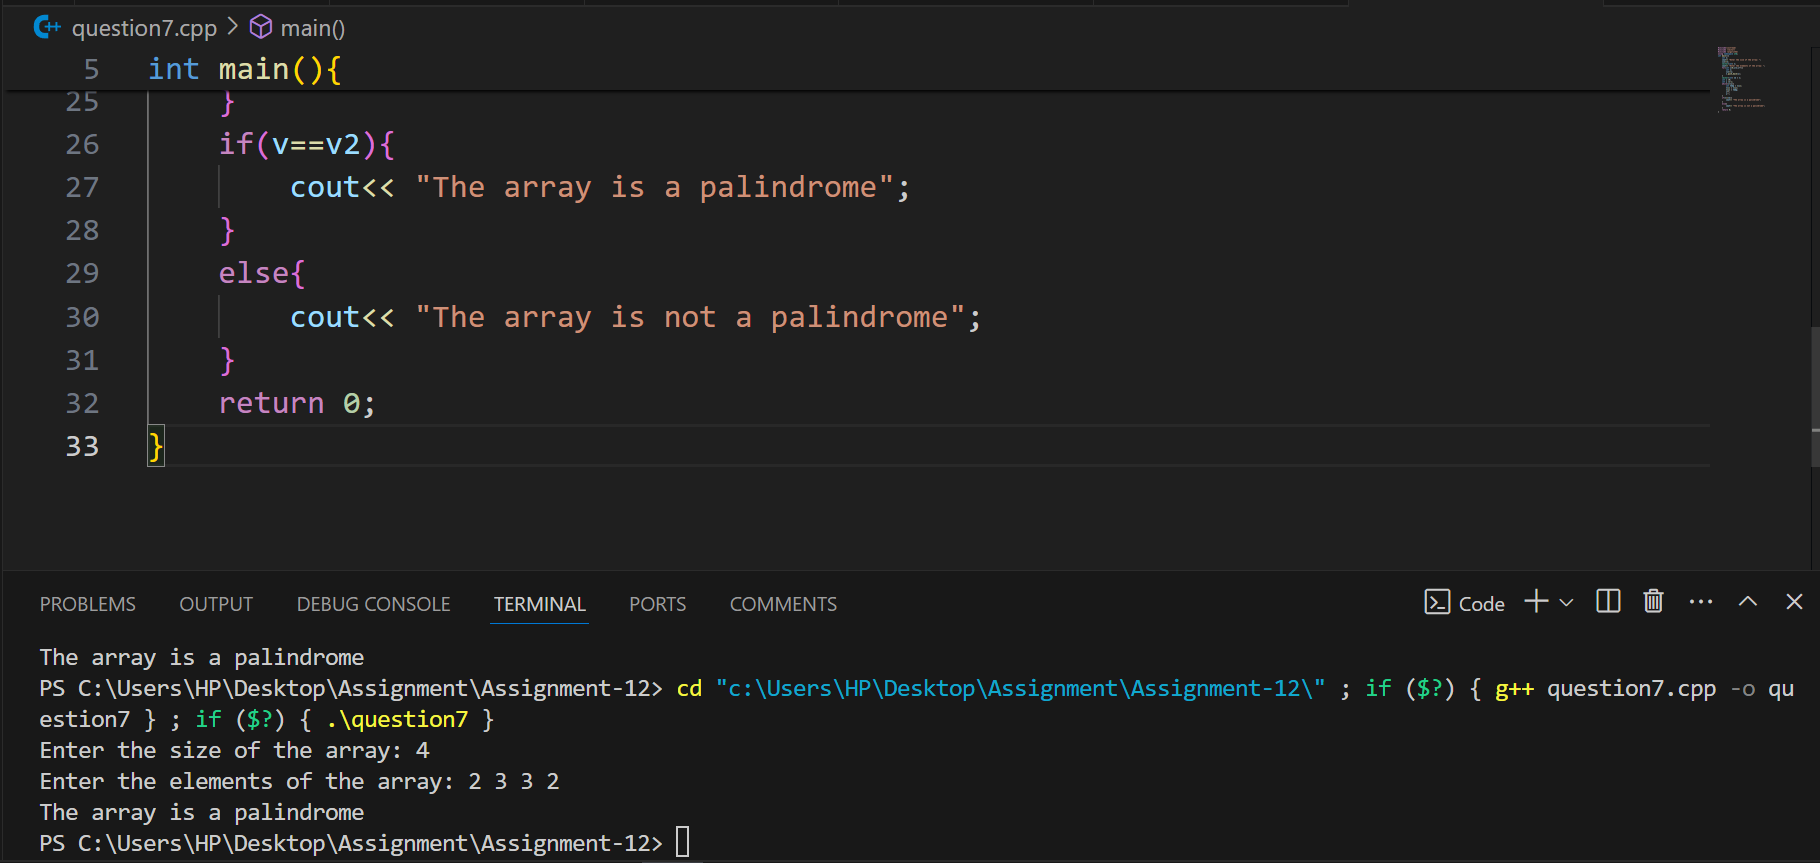 question7.cpp > main()
5 int main(){
25 }
26 if(v==v2){
27 cout<< "The array is a palindrome";
28 }
29 else{
30 cout<< "The array is not a palindrome";
31 }
32 return 0;
33 }
PROBLEMS OUTPUT DEBUG CONSOLE TERMINAL PORTS COMMENTS Code
The array is a palindrome
PS C:\Users\HP\Desktop\Assignment\Assignment-12> cd "c:\Users\HP\Desktop\Assignment\Assignment-12\" ; if ($?) { g++ question7.cpp -o qu
estion7 } ; if ($?) { .\question7 }
Enter the size of the array: 4
Enter the elements of the array: 2 3 3 2
The array is a palindrome
PS C:\Users\HP\Desktop\Assignment\Assignment-12>